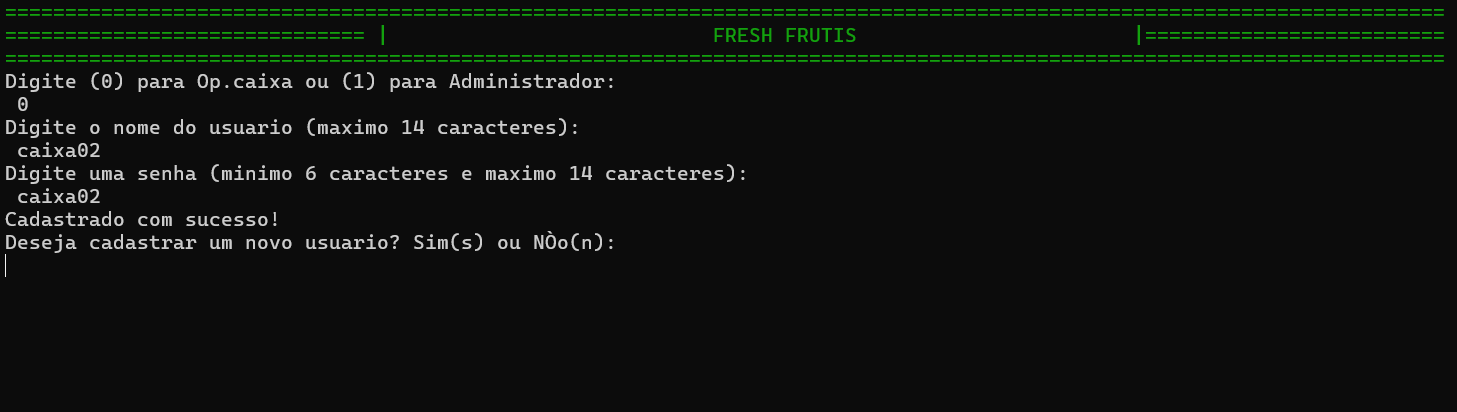 ========================================================================================================================
============================== |                           FRESH FRUTIS                       |=========================
========================================================================================================================
Digite (0) para Op.caixa ou (1) para Administrador:
 0
Digite o nome do usuario (maximo 14 caracteres):
 caixa02
Digite uma senha (minimo 6 caracteres e maximo 14 caracteres):
 caixa02
Cadastrado com sucesso!
Deseja cadastrar um novo usuario? Sim(s) ou NÒo(n):